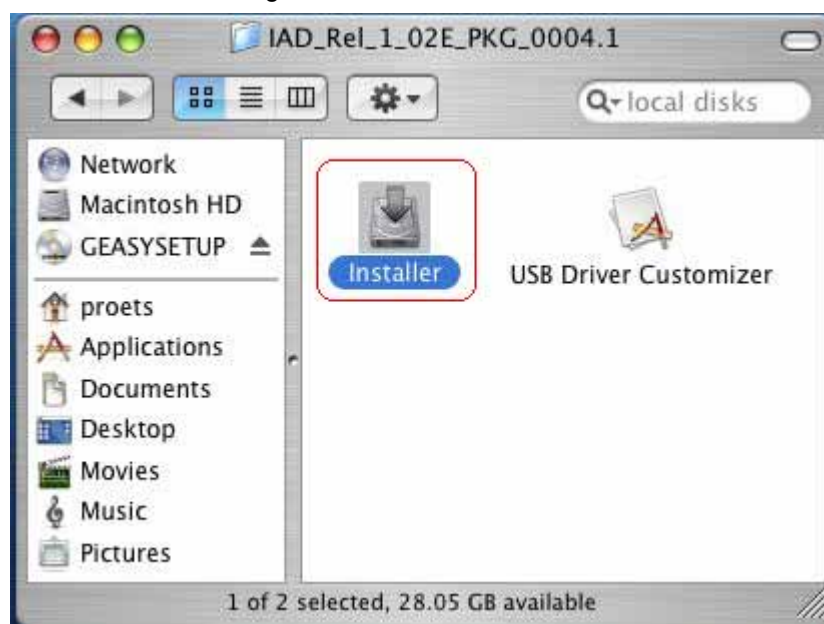 IAD_Rel_1_02E_PKG_0004.1
local disks
Network
Macintosh HD
GEASYSETUP
proets
Applications
Documents
Desktop
Movies
Music
Pictures
Installer
USB Driver Customizer
1 of 2 selected, 28.05 GB available